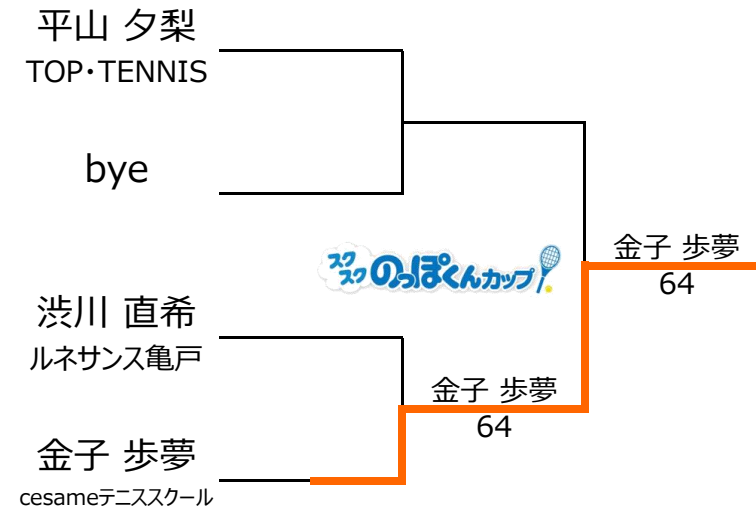 平山 夕梨
TOP・TENNIS
bye
スクスク のっぽくんカップ!
金子 歩夢
64
渋川 直希
ルネサンス亀戸
金子 歩夢
64
金子 歩夢
cesameテニススクール